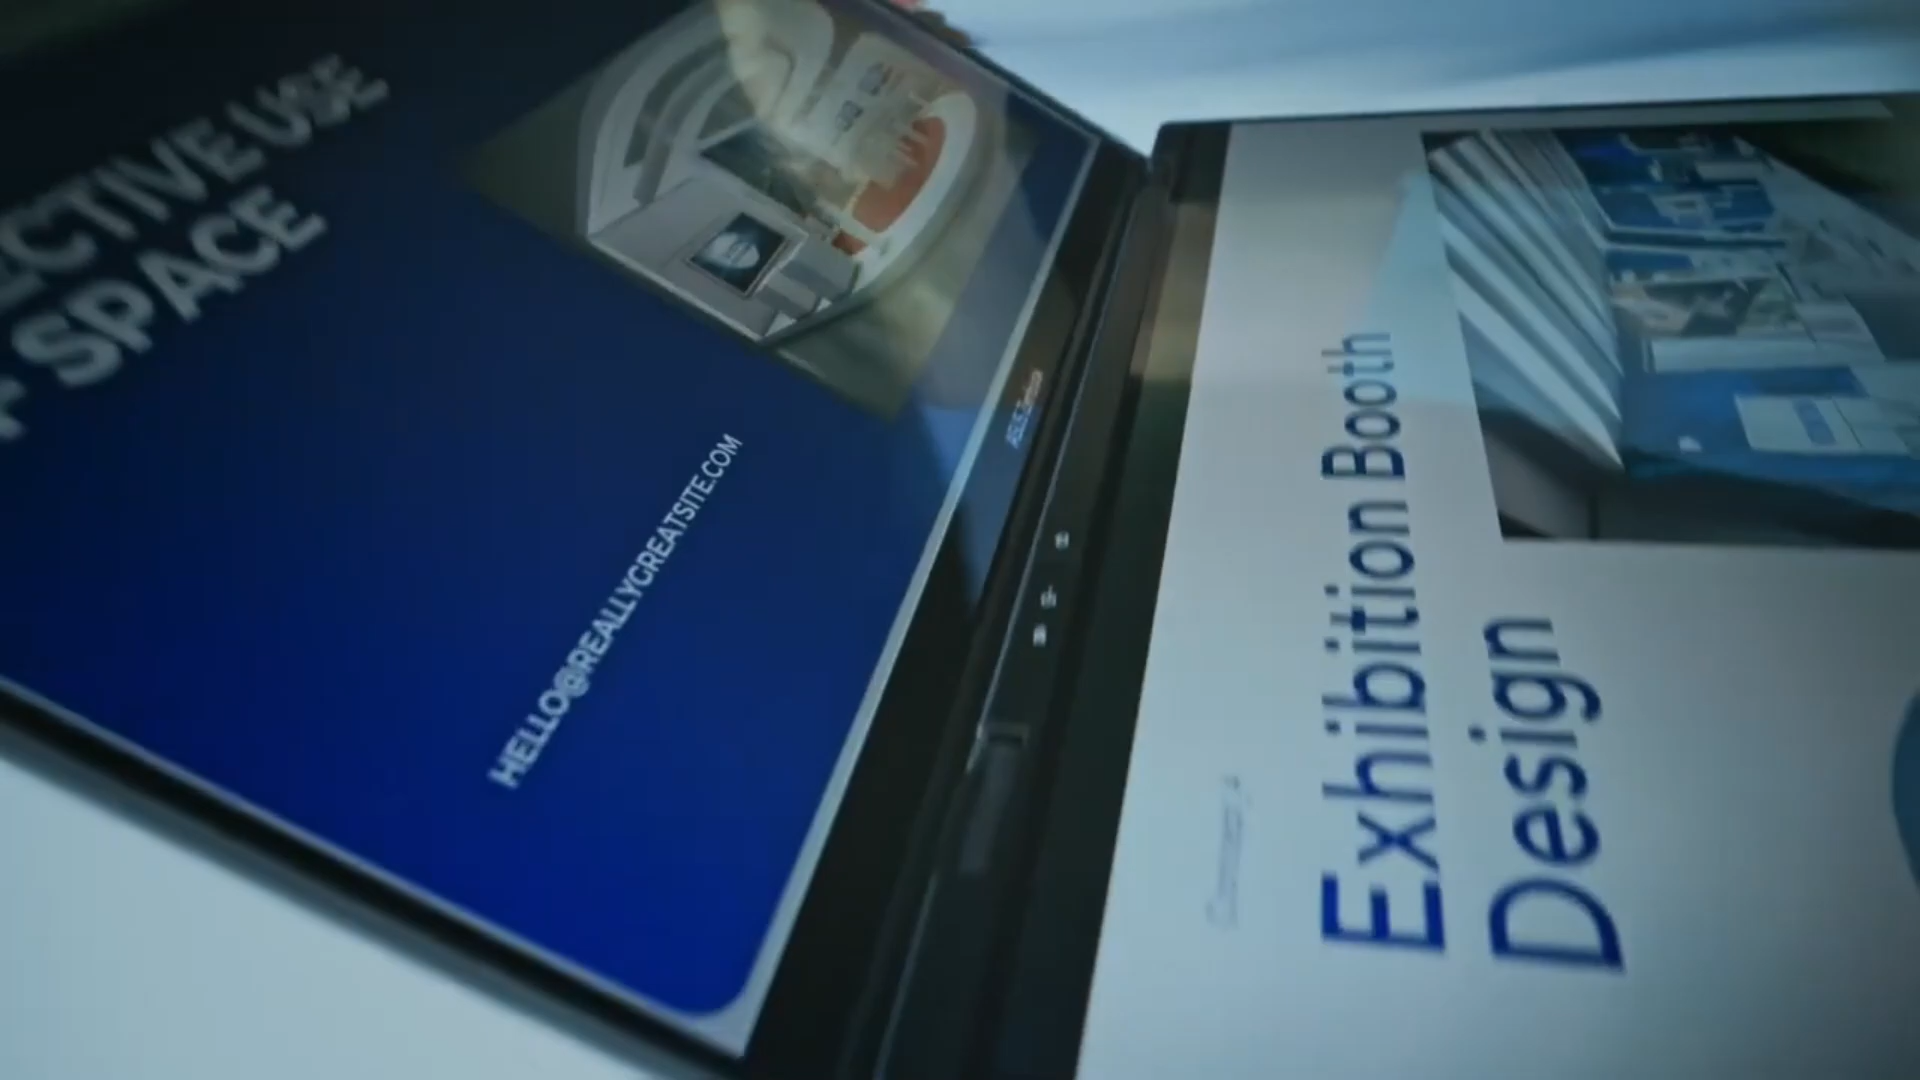 ECTIVE USE
SPACE
HELLO@REALLYGREATSITE.COM
Exhibition Booth
Design